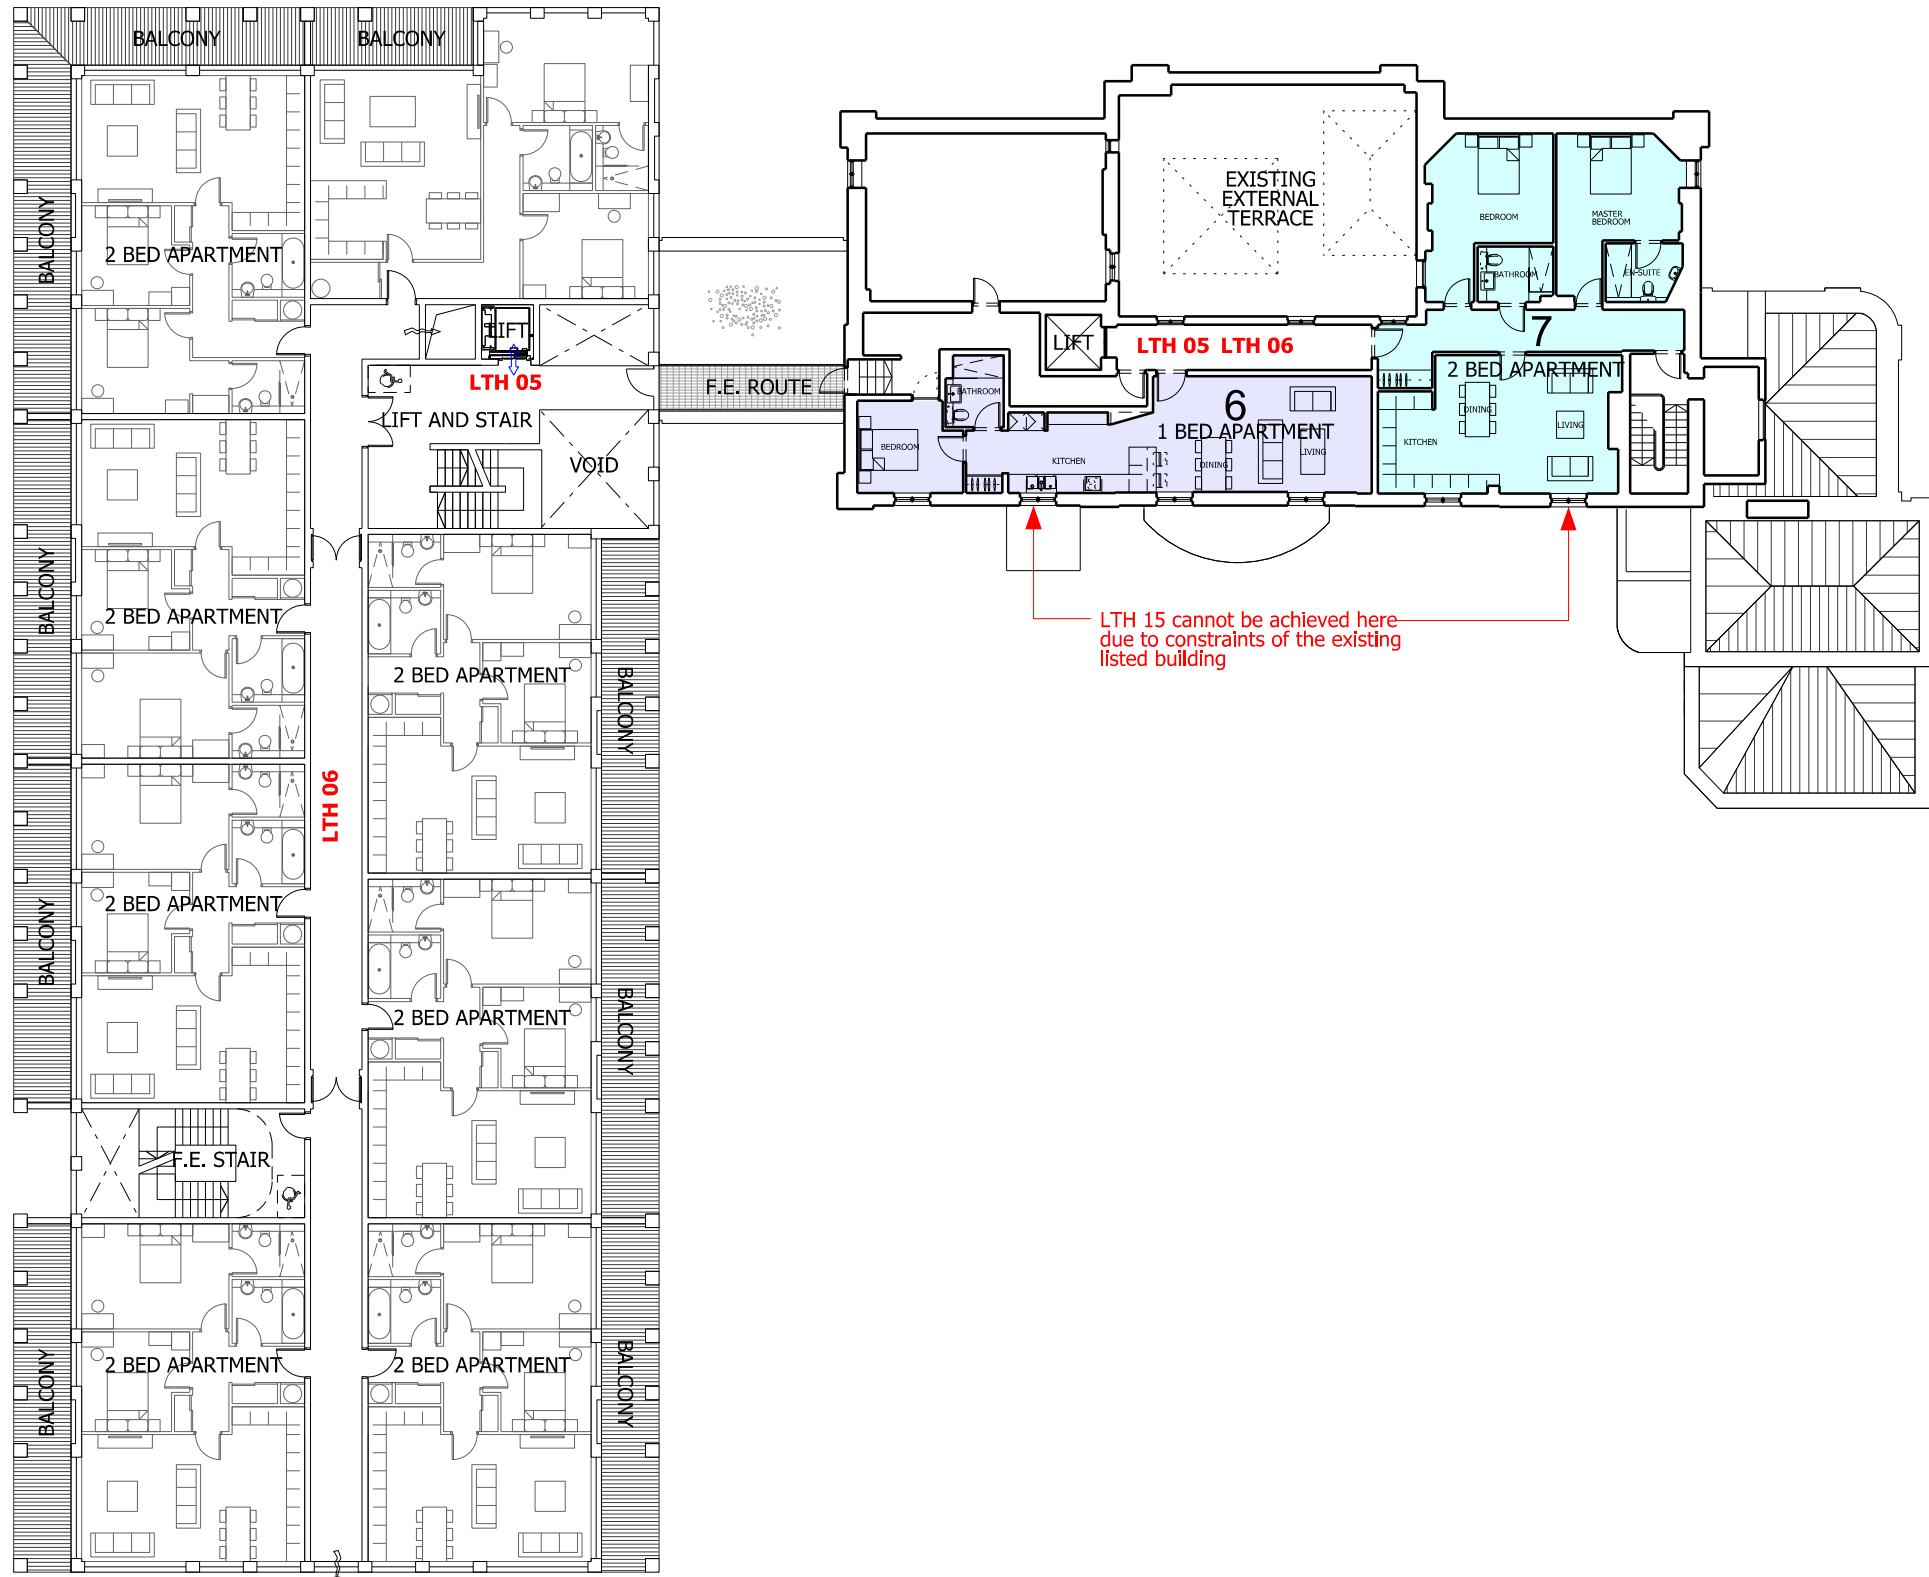 BALCONY
BALCONY
BALCONY
2 BED APARTMENT
LIFT
LTH 05
LIFT AND STAIR
VOID
F.E. ROUTE
BALCONY
2 BED APARTMENT
2 BED APARTMENT
BALCONY
LTH 06
BALCONY
2 BED APARTMENT
2 BED APARTMENT
BALCONY
F.E. STAIR
BALCONY
2 BED APARTMENT
2 BED APARTMENT
BALCONY
EXISTING
EXTERNAL
TERRACE
BEDROOM
MASTER
BEDROOM
BATHROOM
EN-SUITE
LIFT
LTH 05 LTH 06
7
2 BED APARTMENT
DINING
LIVING
KITCHEN
BATHROOM
BEDROOM
6
1 BED APARTMENT
KITCHEN
DINING
LIVING
LTH 15 cannot be achieved here
due to constraints of the existing
listed building